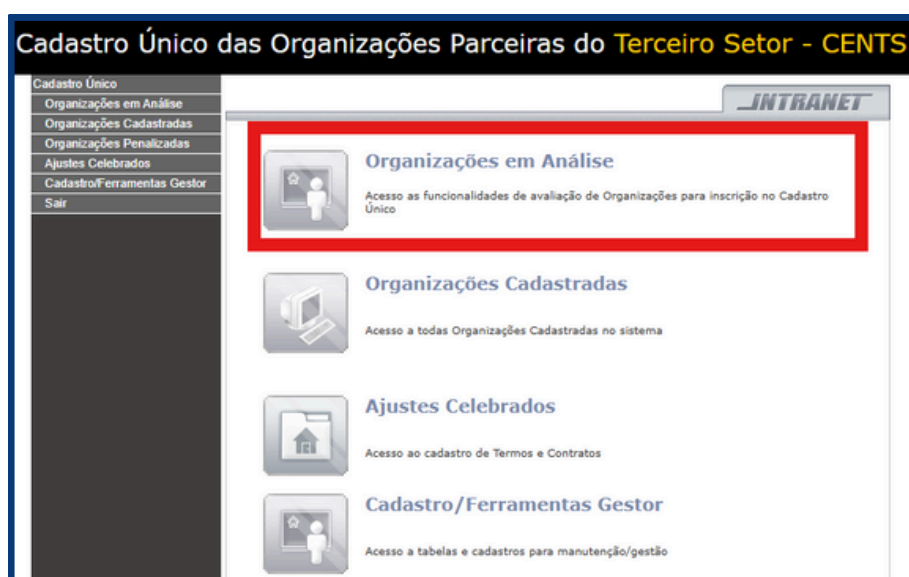 Cadastro Único das Organizações Parceiras do Terceiro Setor - CENTS
Cadastro Único
Organizações em Análise
Organizações Cadastradas
Organizações Penalizadas
Ajustes Celebrados
Cadastro/Ferramentas Gestor
Sair
INTRANET
Organizações em Análise
Acesso as funcionalidades de avaliação de Organizações para inscrição no Cadastro
Único
Organizações Cadastradas
Acesso a todas Organizações Cadastradas no sistema
Ajustes Celebrados
Acesso ao cadastro de Termos e Contratos
Cadastro/Ferramentas Gestor
Acesso a tabelas e cadastros para manutenção/gestão